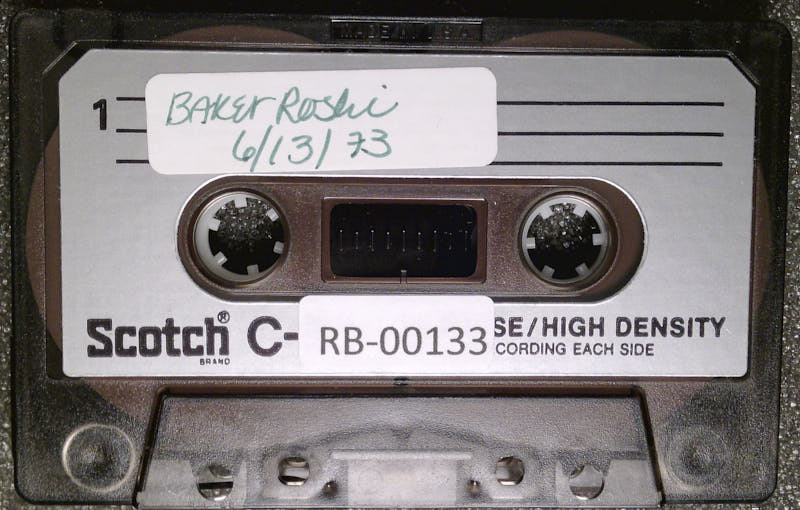 MADE IN U.S.A.
1
Baker Roshi
6/13/73
Scotch® C-
BRAND
RB-00133
SE/HIGH DENSITY
CORDING EACH SIDE